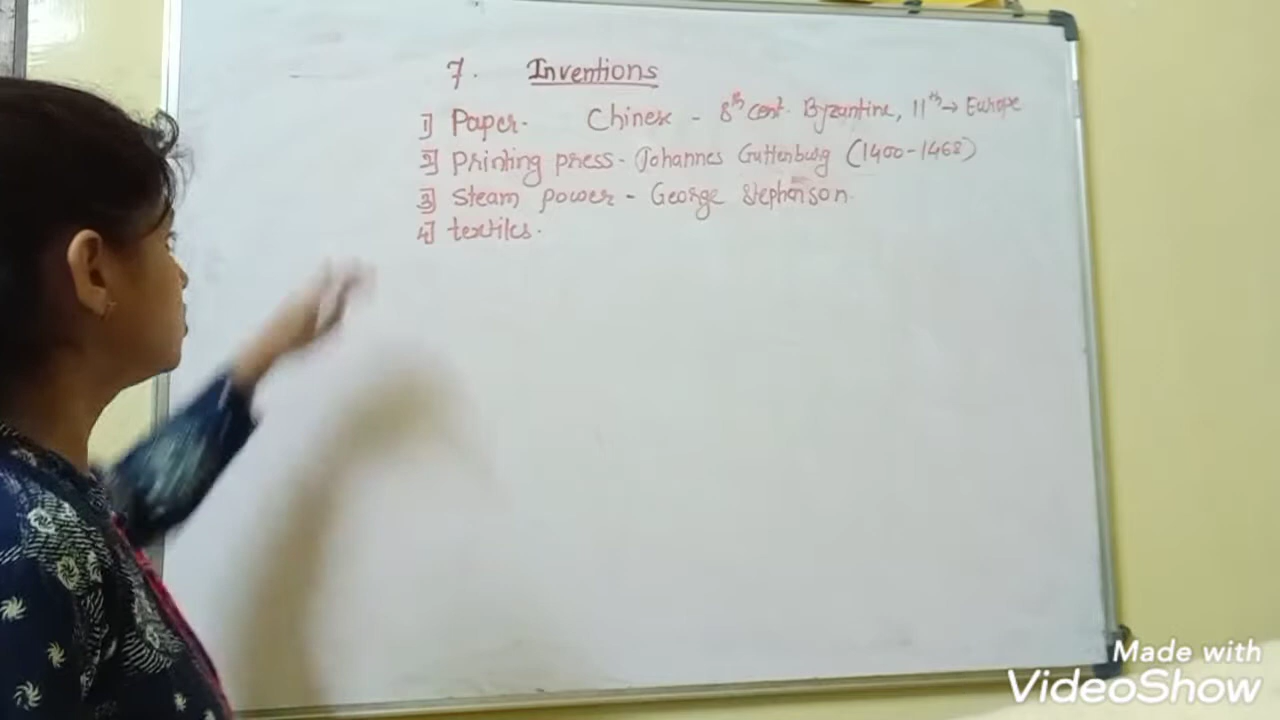 7. Inventions
1] Paper. Chinese - 8th cent. Byzantine, 11th → Europe
2] Printing press - Johannes Guttenburg (1400-1468)
3] Steam power - George Stephenson.
4] textiles.
Made with
VideoShow